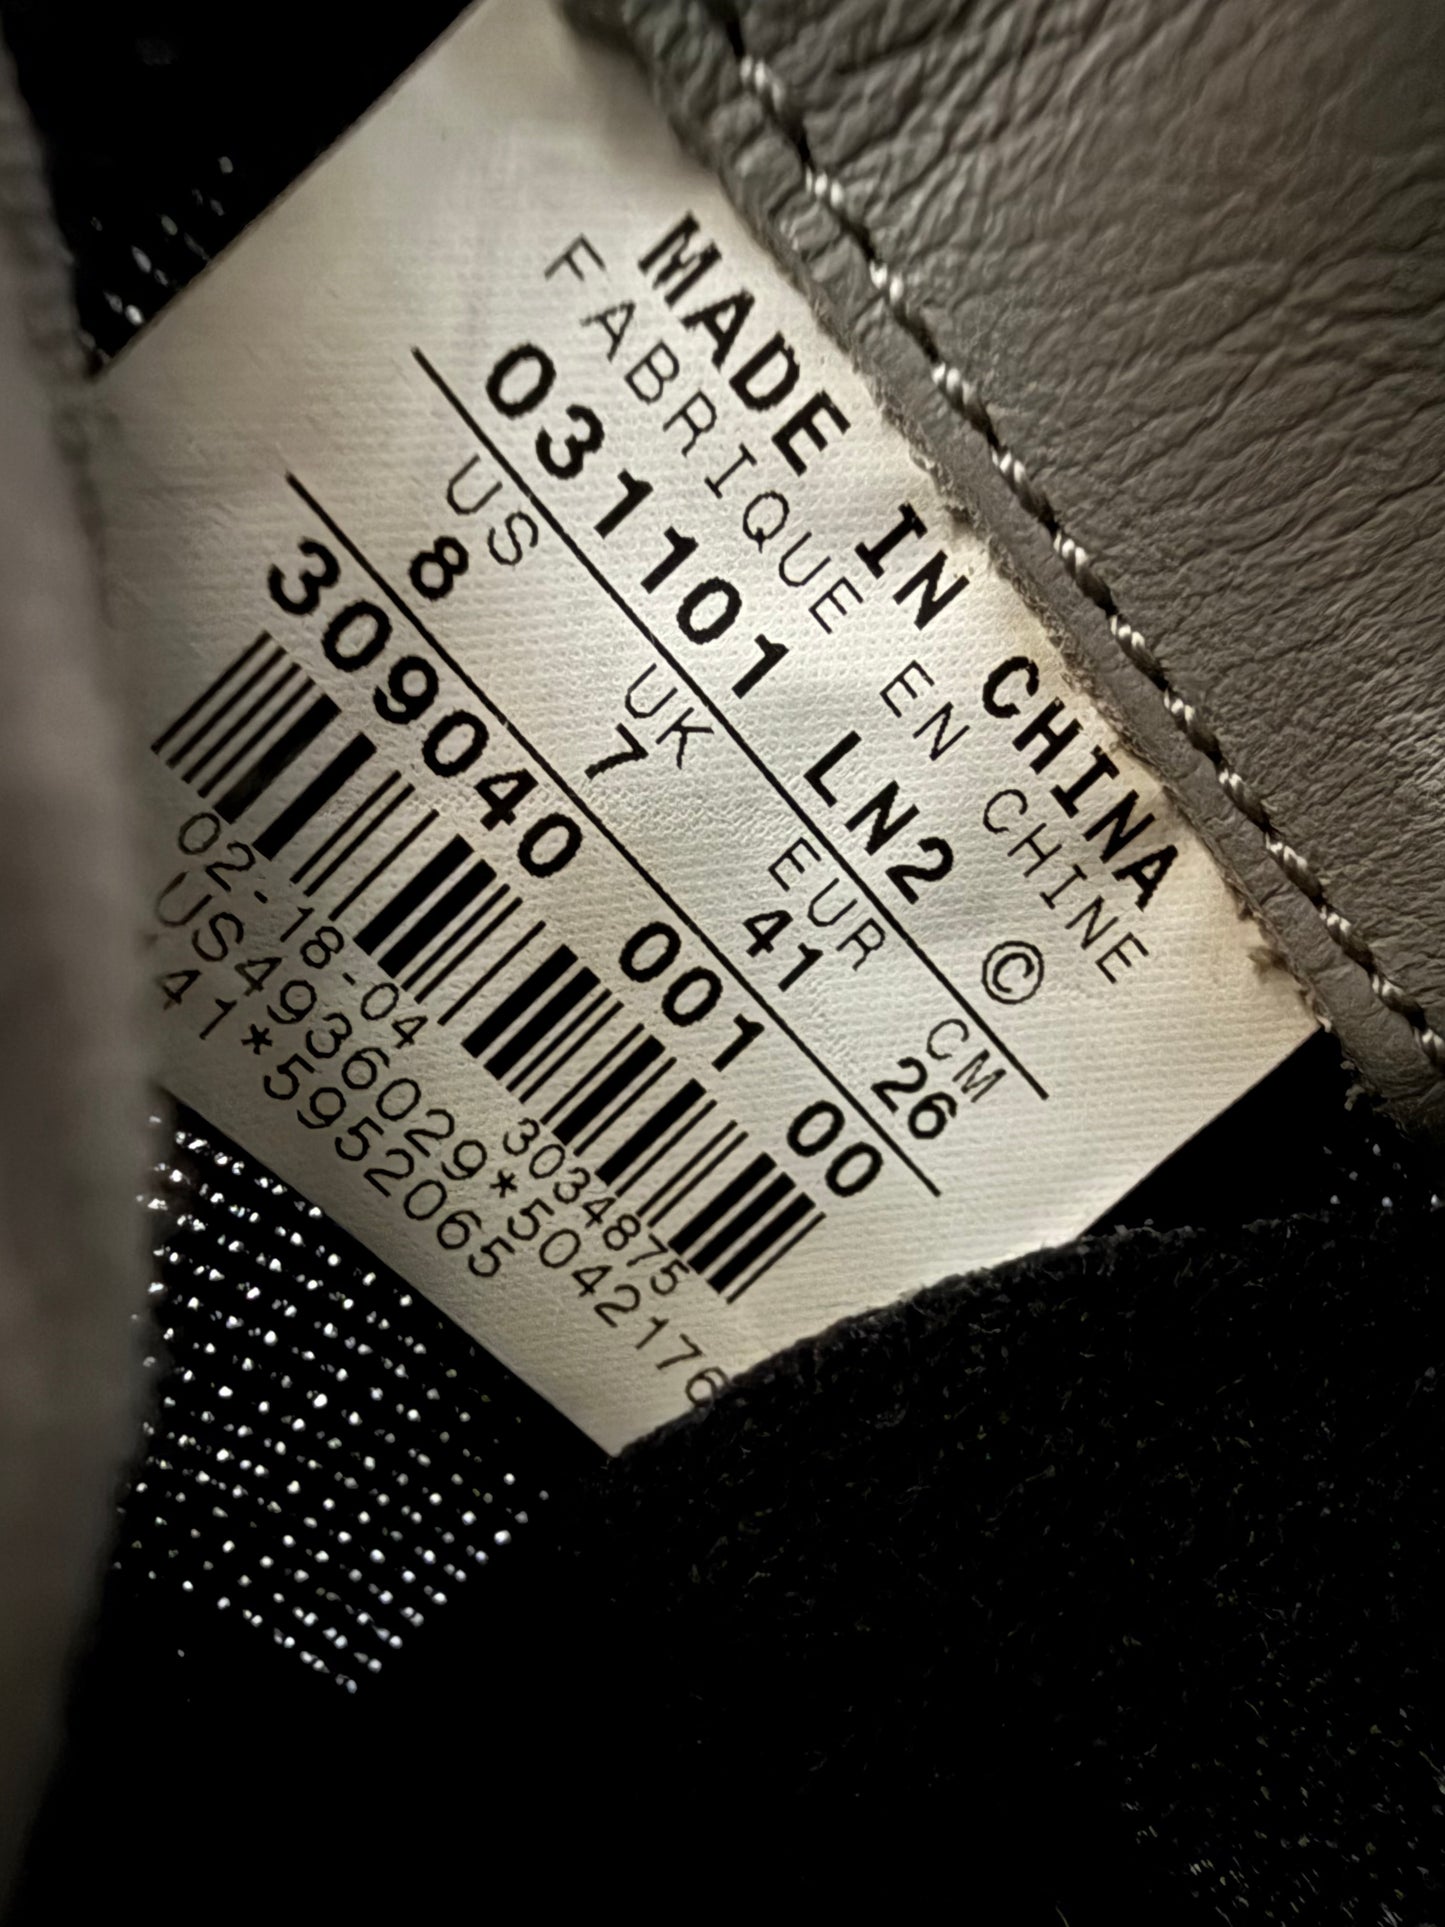 MADE IN CHINA
FABRIQUE EN CHINE
031101 LN2 ©
US UK EUR CM
8 7 41 26
309040 001 00
02-18-04 3034875
US4936029*5042176
41*5952065